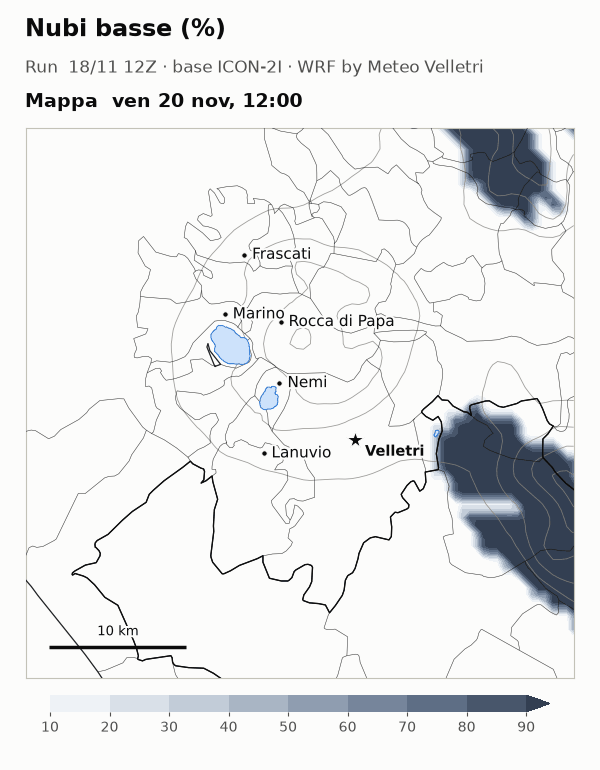 Nubi basse (%)
Run  18/11 12Z · base ICON-2I · WRF by Meteo Velletri
Mappa  ven 20 nov, 12:00
Frascati
Marino
Rocca di Papa
Nemi
Velletri
Lanuvio
10 km
10 20 30 40 50 60 70 80 90